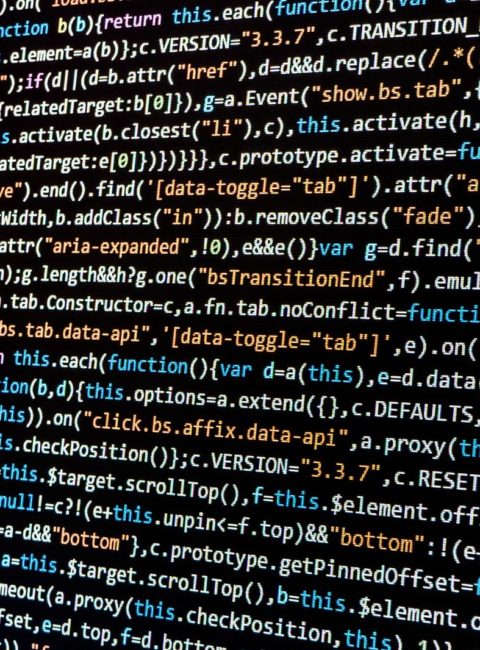 ).on("load.bs
nction b(b){return this.each(function(){var d=a
.element=a(b)};c.VERSION="3.3.7",c.TRANSITION_
");if(d||(d=b.attr("href"),d=d&&d.replace(/.*(
{relatedTarget:b[0]}),g=a.Event("show.bs.tab",{
s.activate(b.closest("li"),c),this.activate(h,
atedTarget:e[0]})})}}},c.prototype.activate=fu
ve").end().find('[data-toggle="tab"]').attr("a
tWidth,b.addClass("in")):b.removeClass("fade")
attr("aria-expanded",!0),e&&e()}var g=d.find("
h);g.length&&h?g.one("bsTransitionEnd",f).emul
n.tab.Constructor=c,a.fn.tab.noConflict=functi
bs.tab.data-api",'[data-toggle="tab"]',e).on(
n this.each(function(){var d=a(this),e=d.data
tion(b,d){this.options=a.extend({},c.DEFAULTS,
his)).on("click.bs.affix.data-api",a.proxy(th
is.checkPosition()};c.VERSION="3.3.7",c.RESET
=this.$target.scrollTop(),f=this.$element.off
null!=c?!(e+this.unpin<=f.top)&&"bottom":!(e+
=a-d&&"bottom"},c.prototype.getPinnedOffset=f
a=this.$target.scrollTop(),b=this.$element.o
meout(a.proxy(this.checkPosition,this),1)}
fset,e=d.top,f=d.bottom